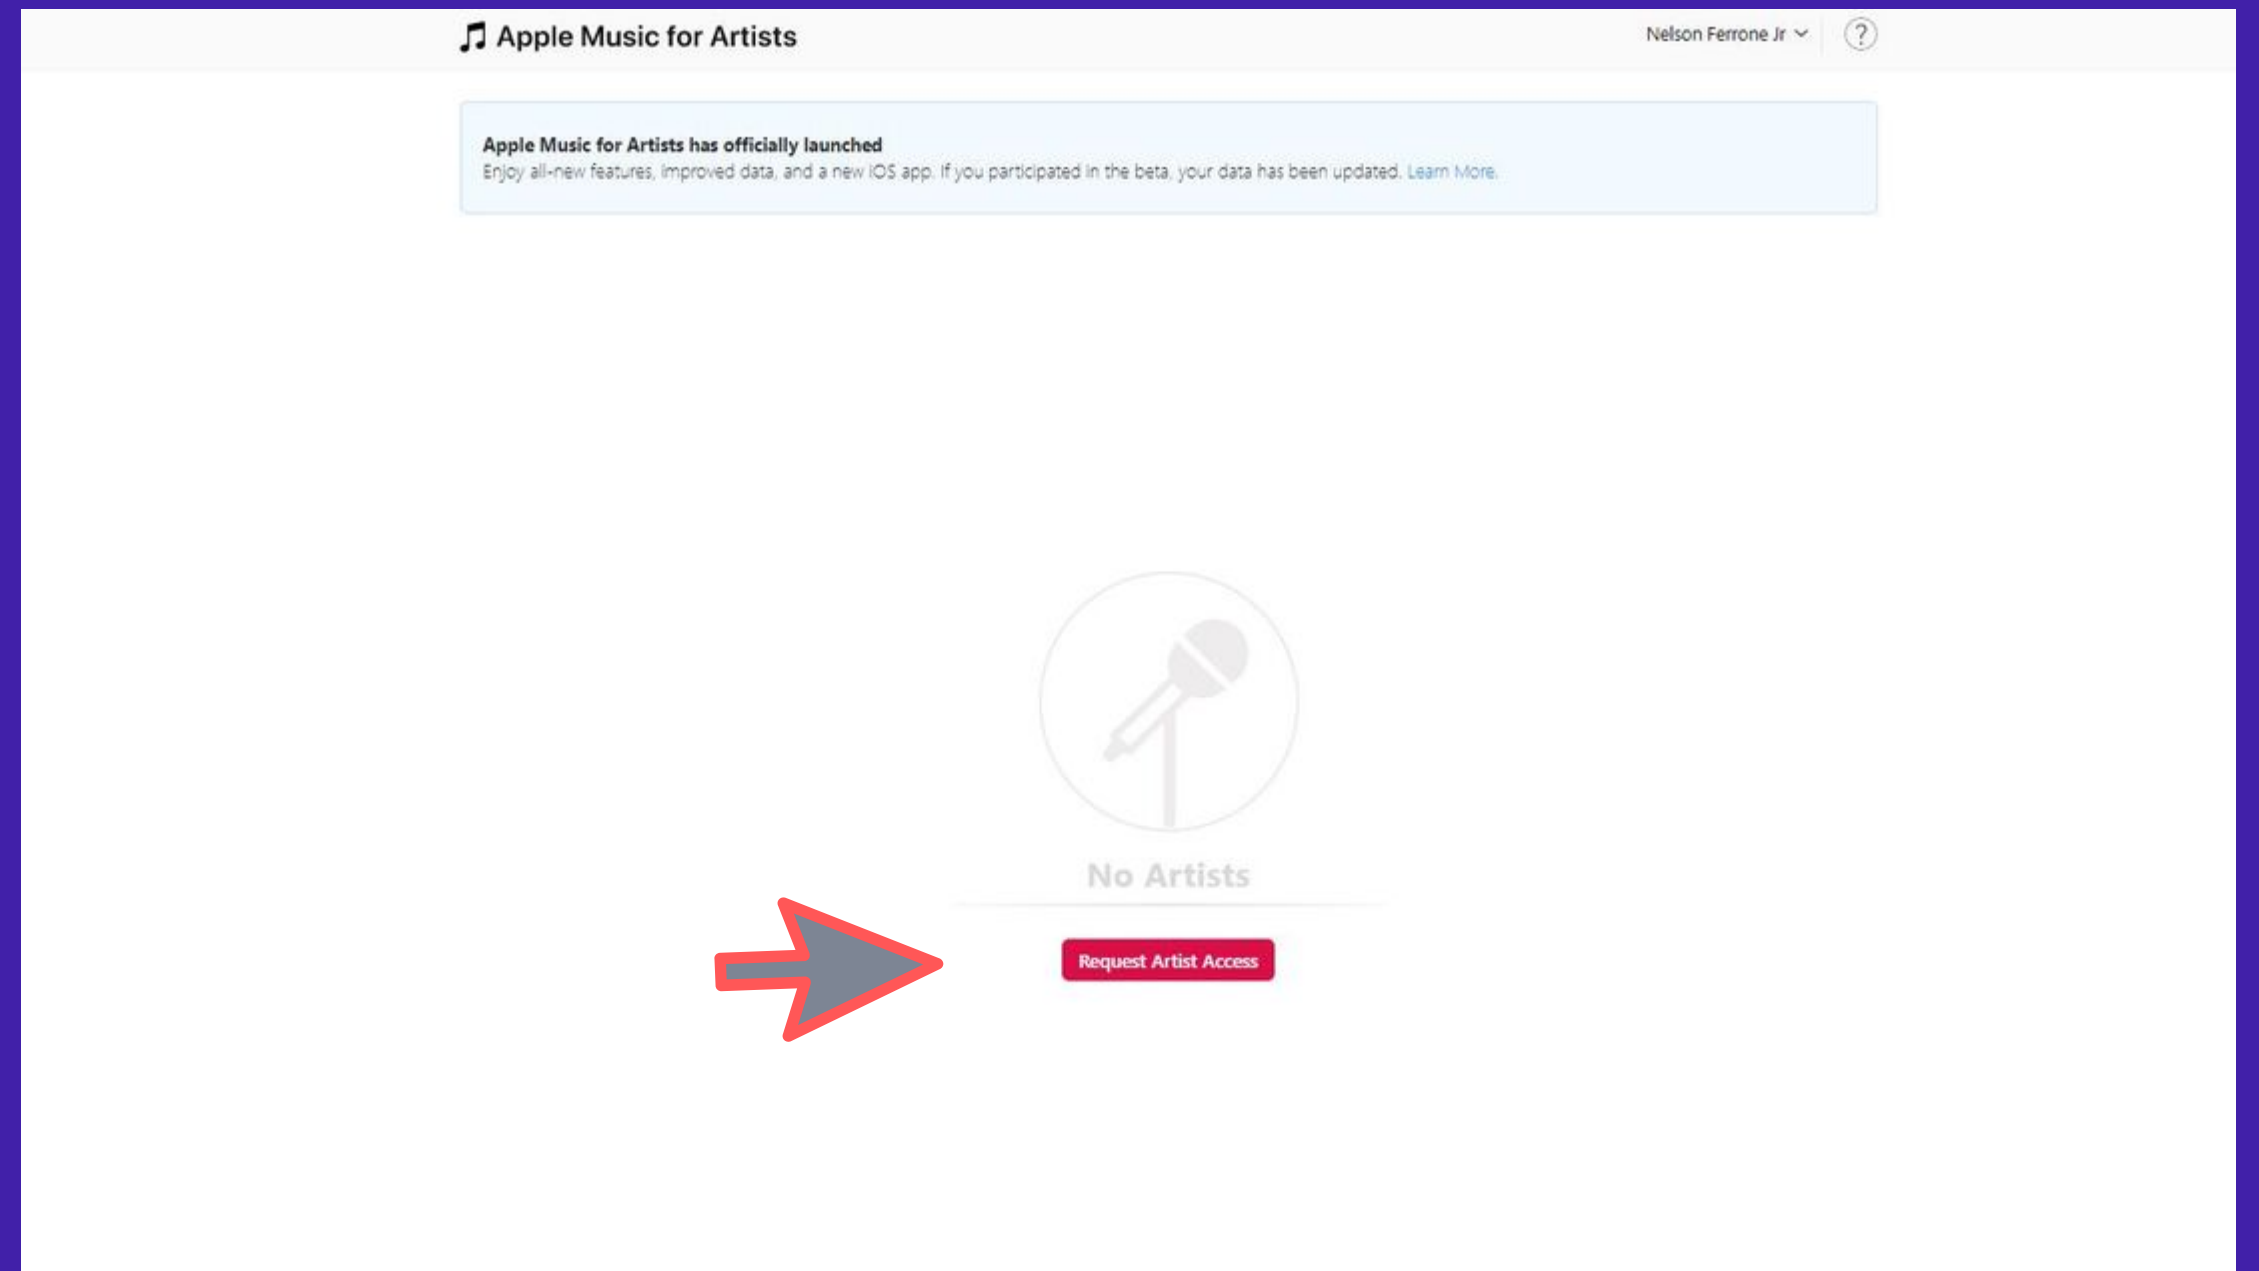 Apple Music for Artists
Nelson Ferrone Jr
?
Apple Music for Artists has officially launched
Enjoy all-new features, improved data, and a new iOS app. If you participated in the beta, your data has been updated. Learn More.
No Artists
Request Artist Access